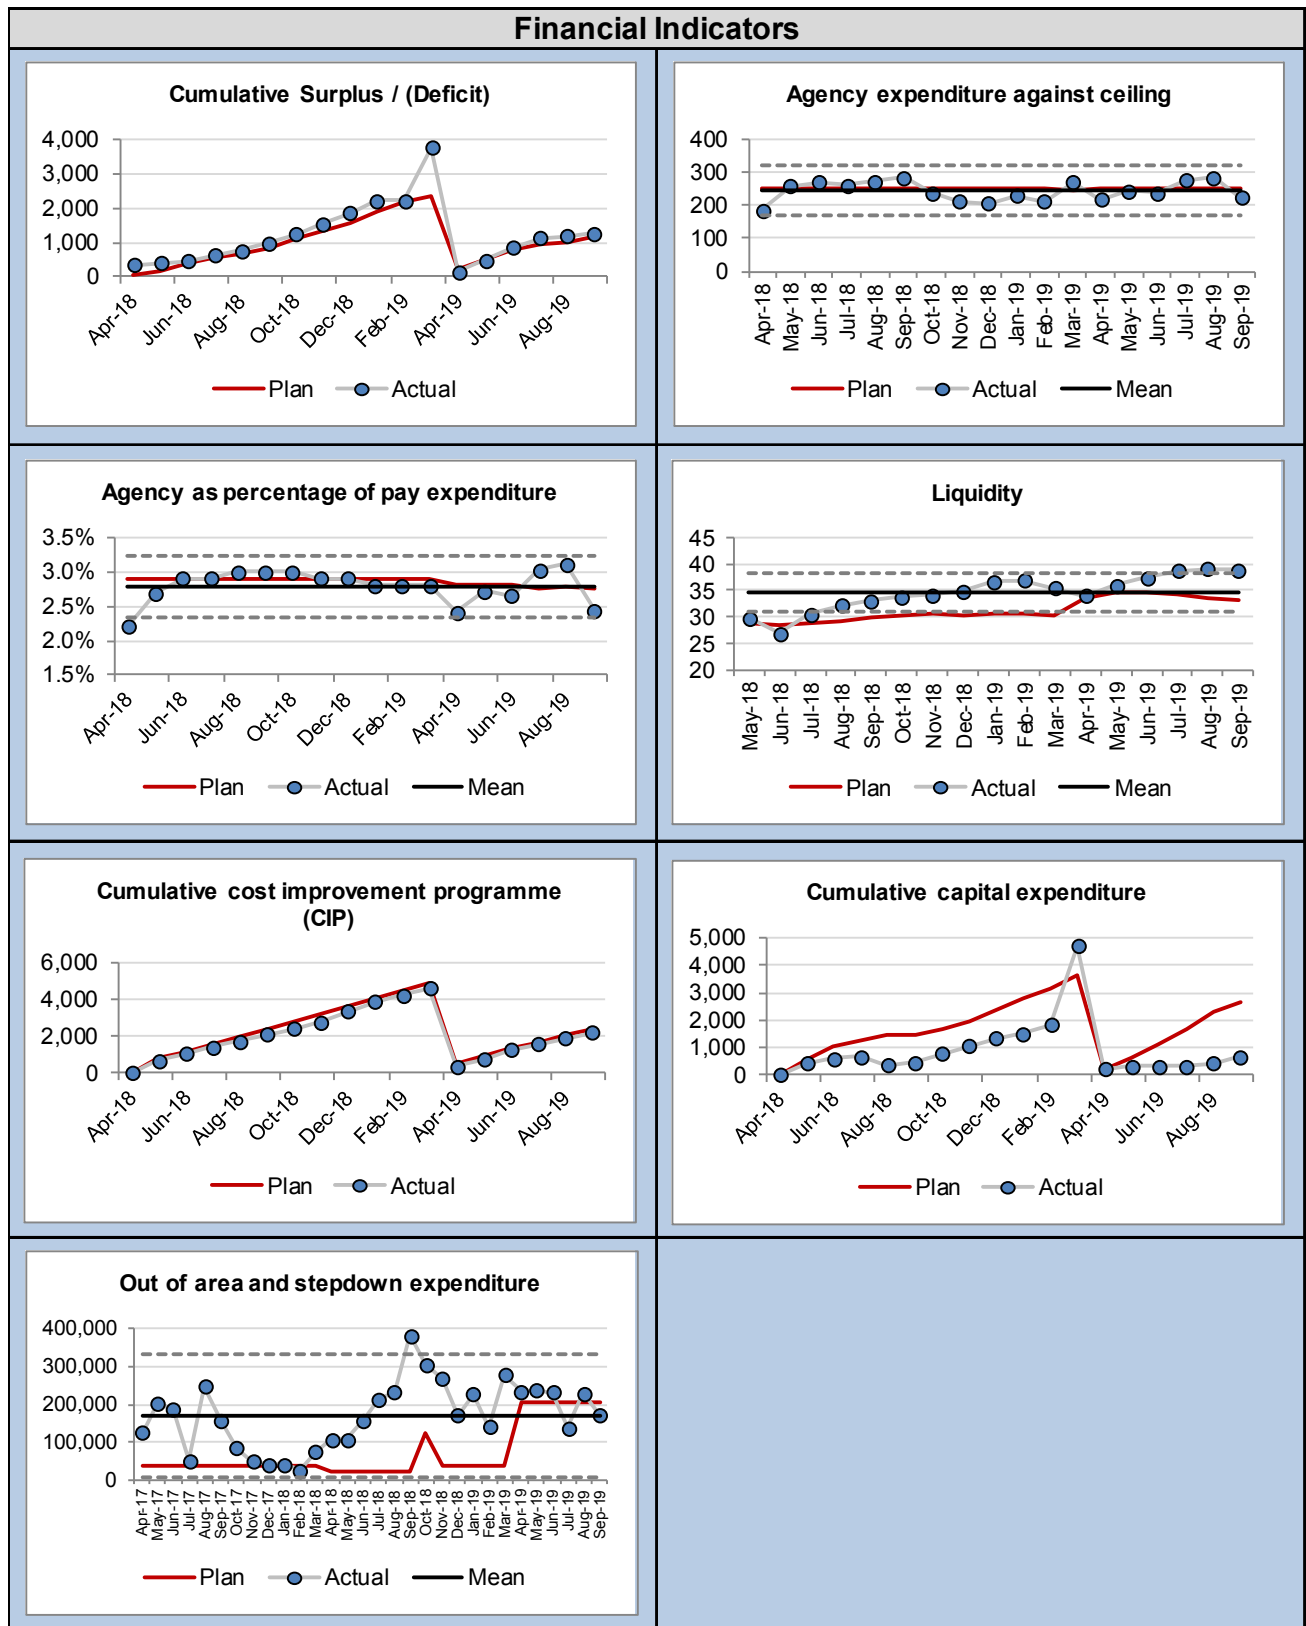 Financial Indicators
Cumulative Surplus / (Deficit)
4,000
3,000
2,000
1,000
0
Apr-18
Jun-18
Aug-18
Oct-18
Dec-18
Feb-19
Apr-19
Jun-19
Aug-19
Plan
Actual
Agency expenditure against ceiling
400
300
200
100
0
Apr-18
May-18
Jun-18
Jul-18
Aug-18
Sep-18
Oct-18
Nov-18
Dec-18
Jan-19
Feb-19
Mar-19
Apr-19
May-19
Jun-19
Jul-19
Aug-19
Sep-19
Plan
Actual
Mean
Agency as percentage of pay expenditure
3.5%
3.0%
2.5%
2.0%
1.5%
Apr-18
Jun-18
Aug-18
Oct-18
Dec-18
Feb-19
Apr-19
Jun-19
Aug-19
Plan
Actual
Mean
Liquidity
45
40
35
30
25
20
May-18
Jun-18
Jul-18
Aug-18
Sep-18
Oct-18
Nov-18
Dec-18
Jan-19
Feb-19
Mar-19
Apr-19
May-19
Jun-19
Jul-19
Aug-19
Sep-19
Plan
Actual
Mean
Cumulative cost improvement programme
(CIP)
6,000
4,000
2,000
0
Apr-18
Jun-18
Aug-18
Oct-18
Dec-18
Feb-19
Apr-19
Jun-19
Aug-19
Plan
Actual
Cumulative capital expenditure
5,000
4,000
3,000
2,000
1,000
0
Apr-18
Jun-18
Aug-18
Oct-18
Dec-18
Feb-19
Apr-19
Jun-19
Aug-19
Plan
Actual
Out of area and stepdown expenditure
400,000
300,000
200,000
100,000
0
Apr-17
May-17
Jun-17
Jul-17
Aug-17
Sep-17
Oct-17
Nov-17
Dec-17
Jan-18
Feb-18
Mar-18
Apr-18
May-18
Jun-18
Jul-18
Aug-18
Sep-18
Oct-18
Nov-18
Dec-18
Jan-19
Feb-19
Mar-19
Apr-19
May-19
Jun-19
Jul-19
Aug-19
Sep-19
Plan
Actual
Mean